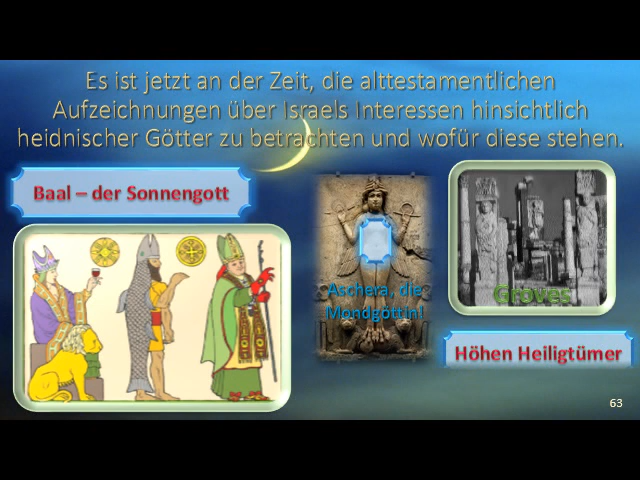 Es ist jetzt an der Zeit, die alttestamentlichen
Aufzeichnungen über Israels Interessen hinsichtlich
heidnischer Götter zu betrachten und wofür diese stehen.
Baal – der Sonnengott
Aschera, die
Mondgöttin!
Groves
Höhen Heiligtümer
63